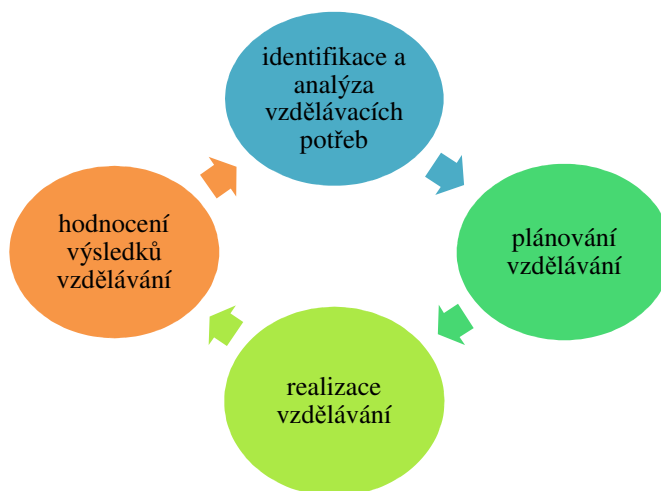 identifikace a
analýza
vzdělávacích
potřeb
plánování
vzdělávání
realizace
vzdělávání
hodnocení
výsledků
vzdělávání